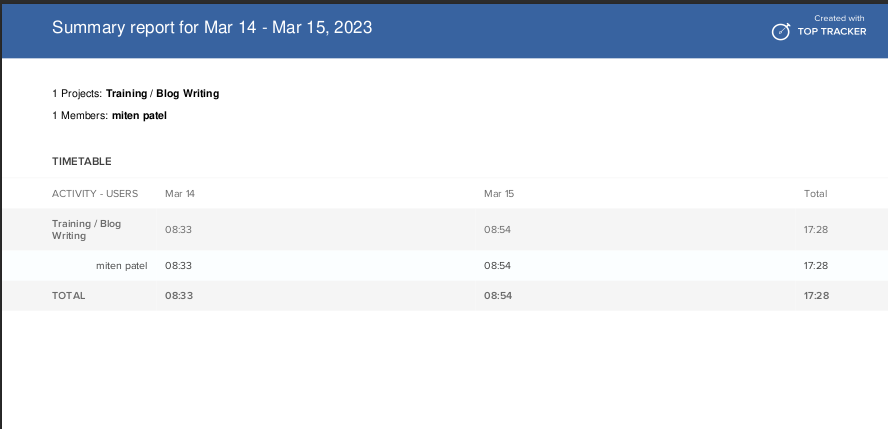 Summary report for Mar 14 - Mar 15, 2023
Created with
TOP TRACKER
1 Projects: Training / Blog Writing
1 Members: miten patel
TIMETABLE
ACTIVITY - USERS Mar 14 Mar 15 Total
Training / Blog
Writing 08:33 08:54 17:28
miten patel 08:33 08:54 17:28
TOTAL 08:33 08:54 17:28